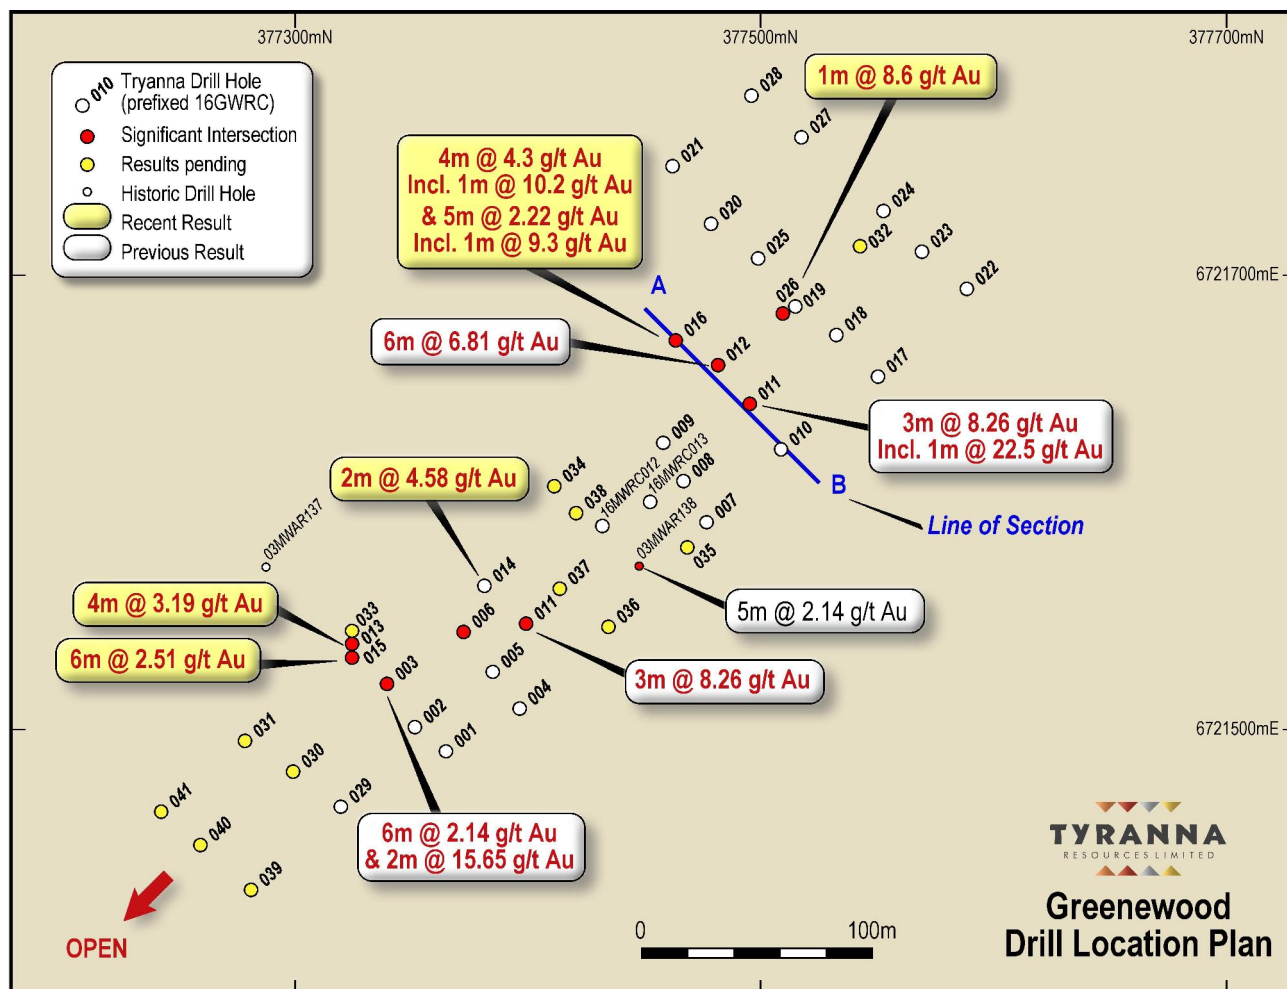 377300mN
377500mN
377700mN
010
Tryanna Drill Hole
(prefixed 16GWRC)
Significant Intersection
Results pending
Historic Drill Hole
Recent Result
Previous Result
1m @ 8.6 g/t Au
4m @ 4.3 g/t Au
Incl. 1m @ 10.2 g/t Au
& 5m @ 2.22 g/t Au
Incl. 1m @ 9.3 g/t Au
028
027
021
020
024
032
025
023
022
026
019
018
017
6721700mE
A
016
012
011
010
B
6m @ 6.81 g/t Au
3m @ 8.26 g/t Au
Incl. 1m @ 22.5 g/t Au
Line of Section
009
16MWRC013
008
16MWRC012
007
034
038
03MWAR138
035
2m @ 4.58 g/t Au
03MWAR137
014
037
036
5m @ 2.14 g/t Au
4m @ 3.19 g/t Au
033
013
015
006
011
6m @ 2.51 g/t Au
003
005
004
3m @ 8.26 g/t Au
002
001
6721500mE
031
030
029
041
040
039
6m @ 2.14 g/t Au
& 2m @ 15.65 g/t Au
OPEN
0
100m
TYRANNA
RESOURCES LIMITED
Greenewood
Drill Location Plan